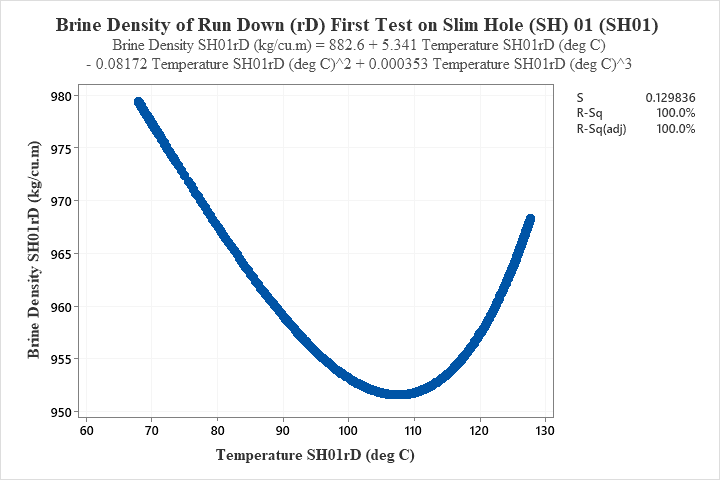 Brine Density of Run Down (rD) First Test on Slim Hole (SH) 01 (SH01)
Brine Density SH01rD (kg/cu.m) = 882.6 + 5.341 Temperature SH01rD (deg C)
- 0.08172 Temperature SH01rD (deg C)^2 + 0.000353 Temperature SH01rD (deg C)^3
S 0.129836
R-Sq 100.0%
R-Sq(adj) 100.0%
Brine Density SH01rD (kg/cu.m)
980
975
970
965
960
955
950
60 70 80 90 100 110 120 130
Temperature SH01rD (deg C)